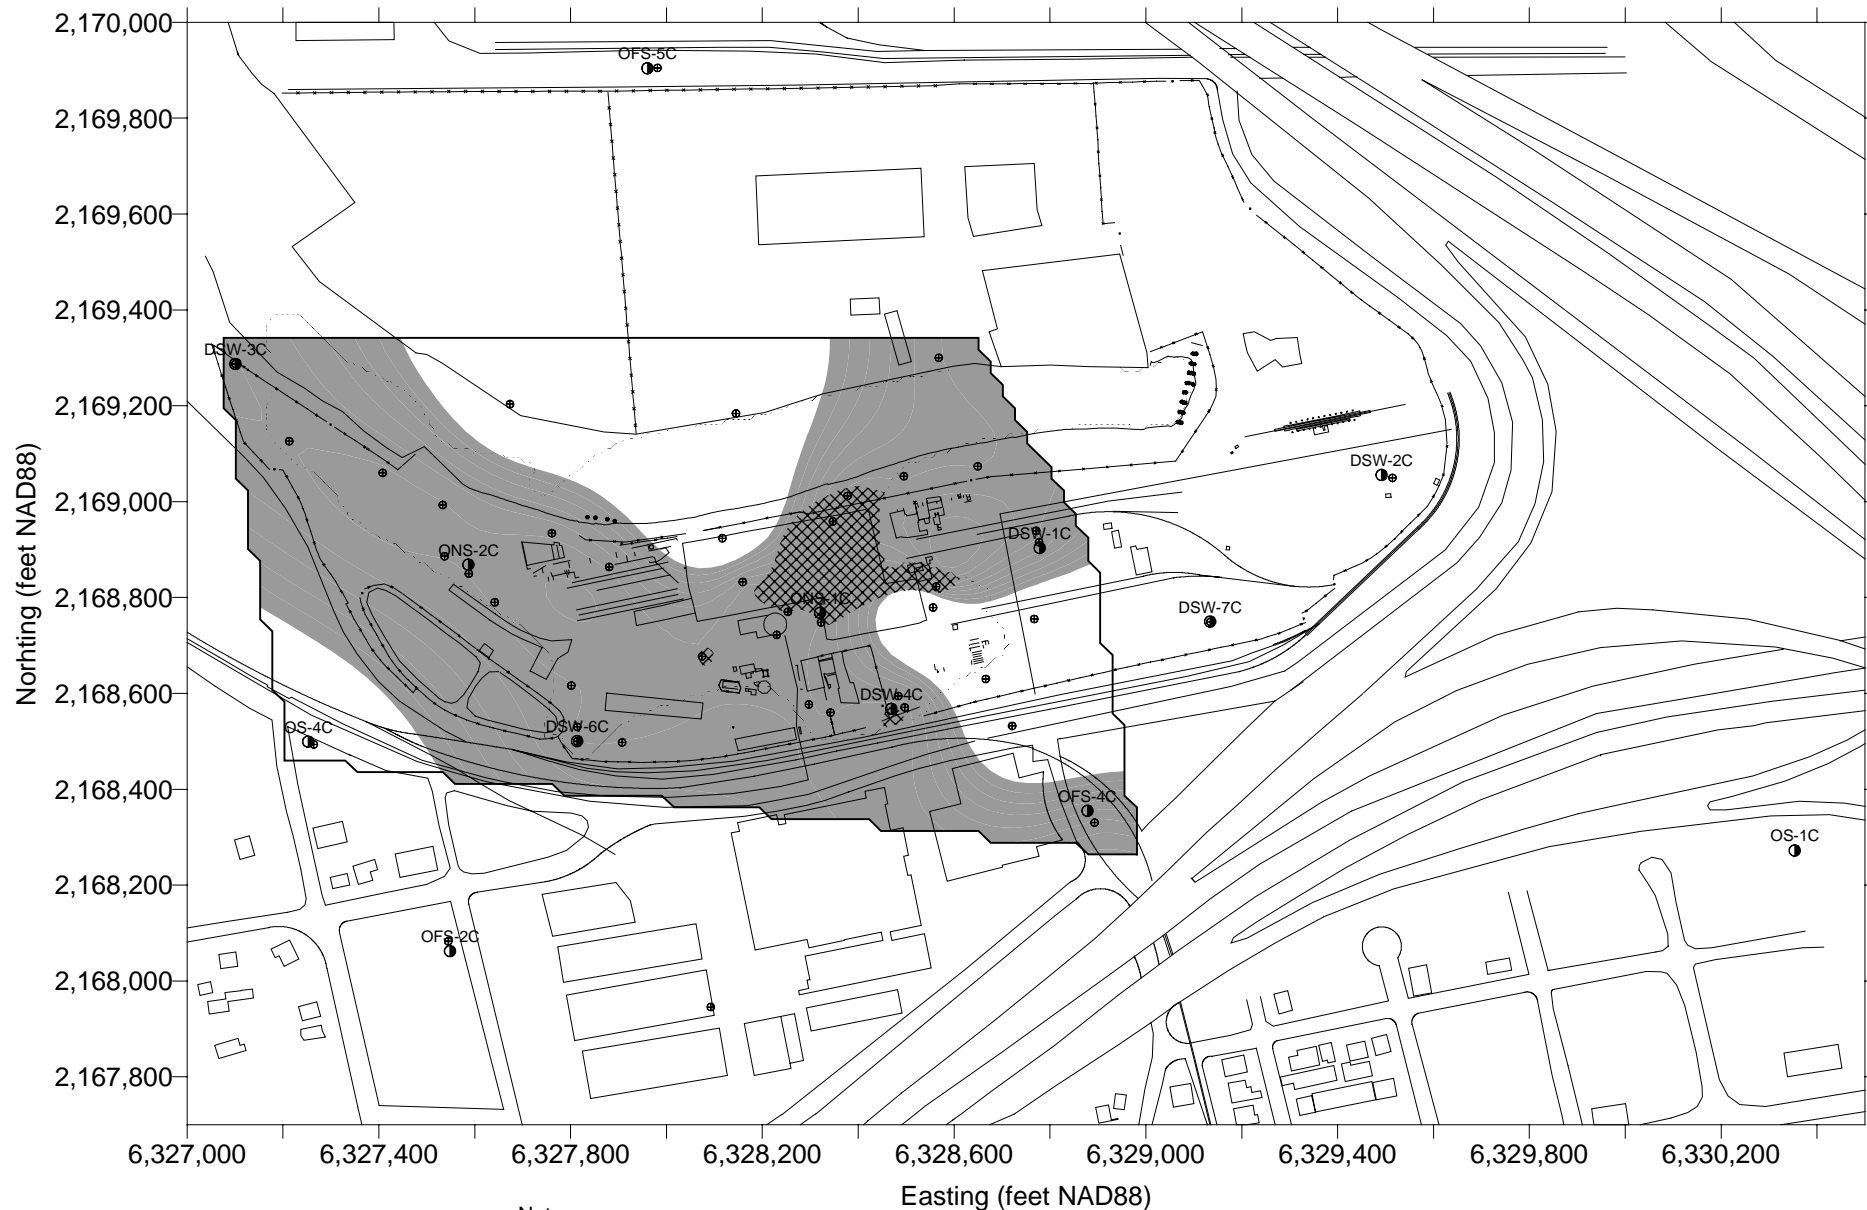 2,170,000
OFS-5C
2,169,800
2,169,600
2,169,400
DSW-3C
2,169,200
DSW-2C
2,169,000
DSW-1C
ONS-2C
2,168,800
ONS-1C
DSW-7C
Norhting (feet NAD88)
DSW-4C
2,168,600
OS-4C
DSW-6C
2,168,400
OFS-4C
OS-1C
2,168,200
OFS-2C
2,168,000
2,167,800
6,327,000 6,327,400 6,327,800 6,328,200 6,328,600 6,329,000 6,329,400 6,329,800 6,330,200
Easting (feet NAD88)